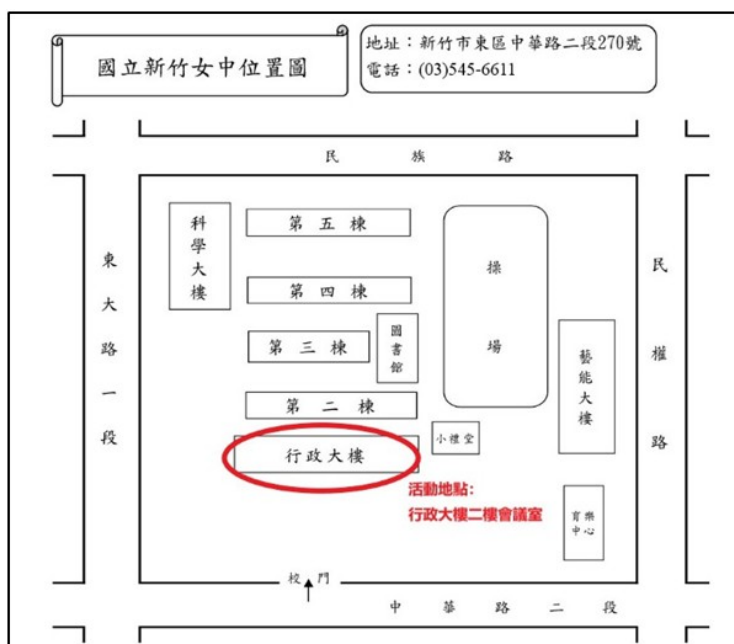 國立新竹女中位置圖
地址：新竹市東區中華路二段270號
電話：(03)545-6611
民族路
東大路一段
民權路
科學大樓
第五棟
第四棟
第三棟
圖書館
第二棟
行政大樓
操場
藝能大樓
小禮堂
活動地點：
行政大樓二樓會議室
育樂
中心
校門
中華路二段